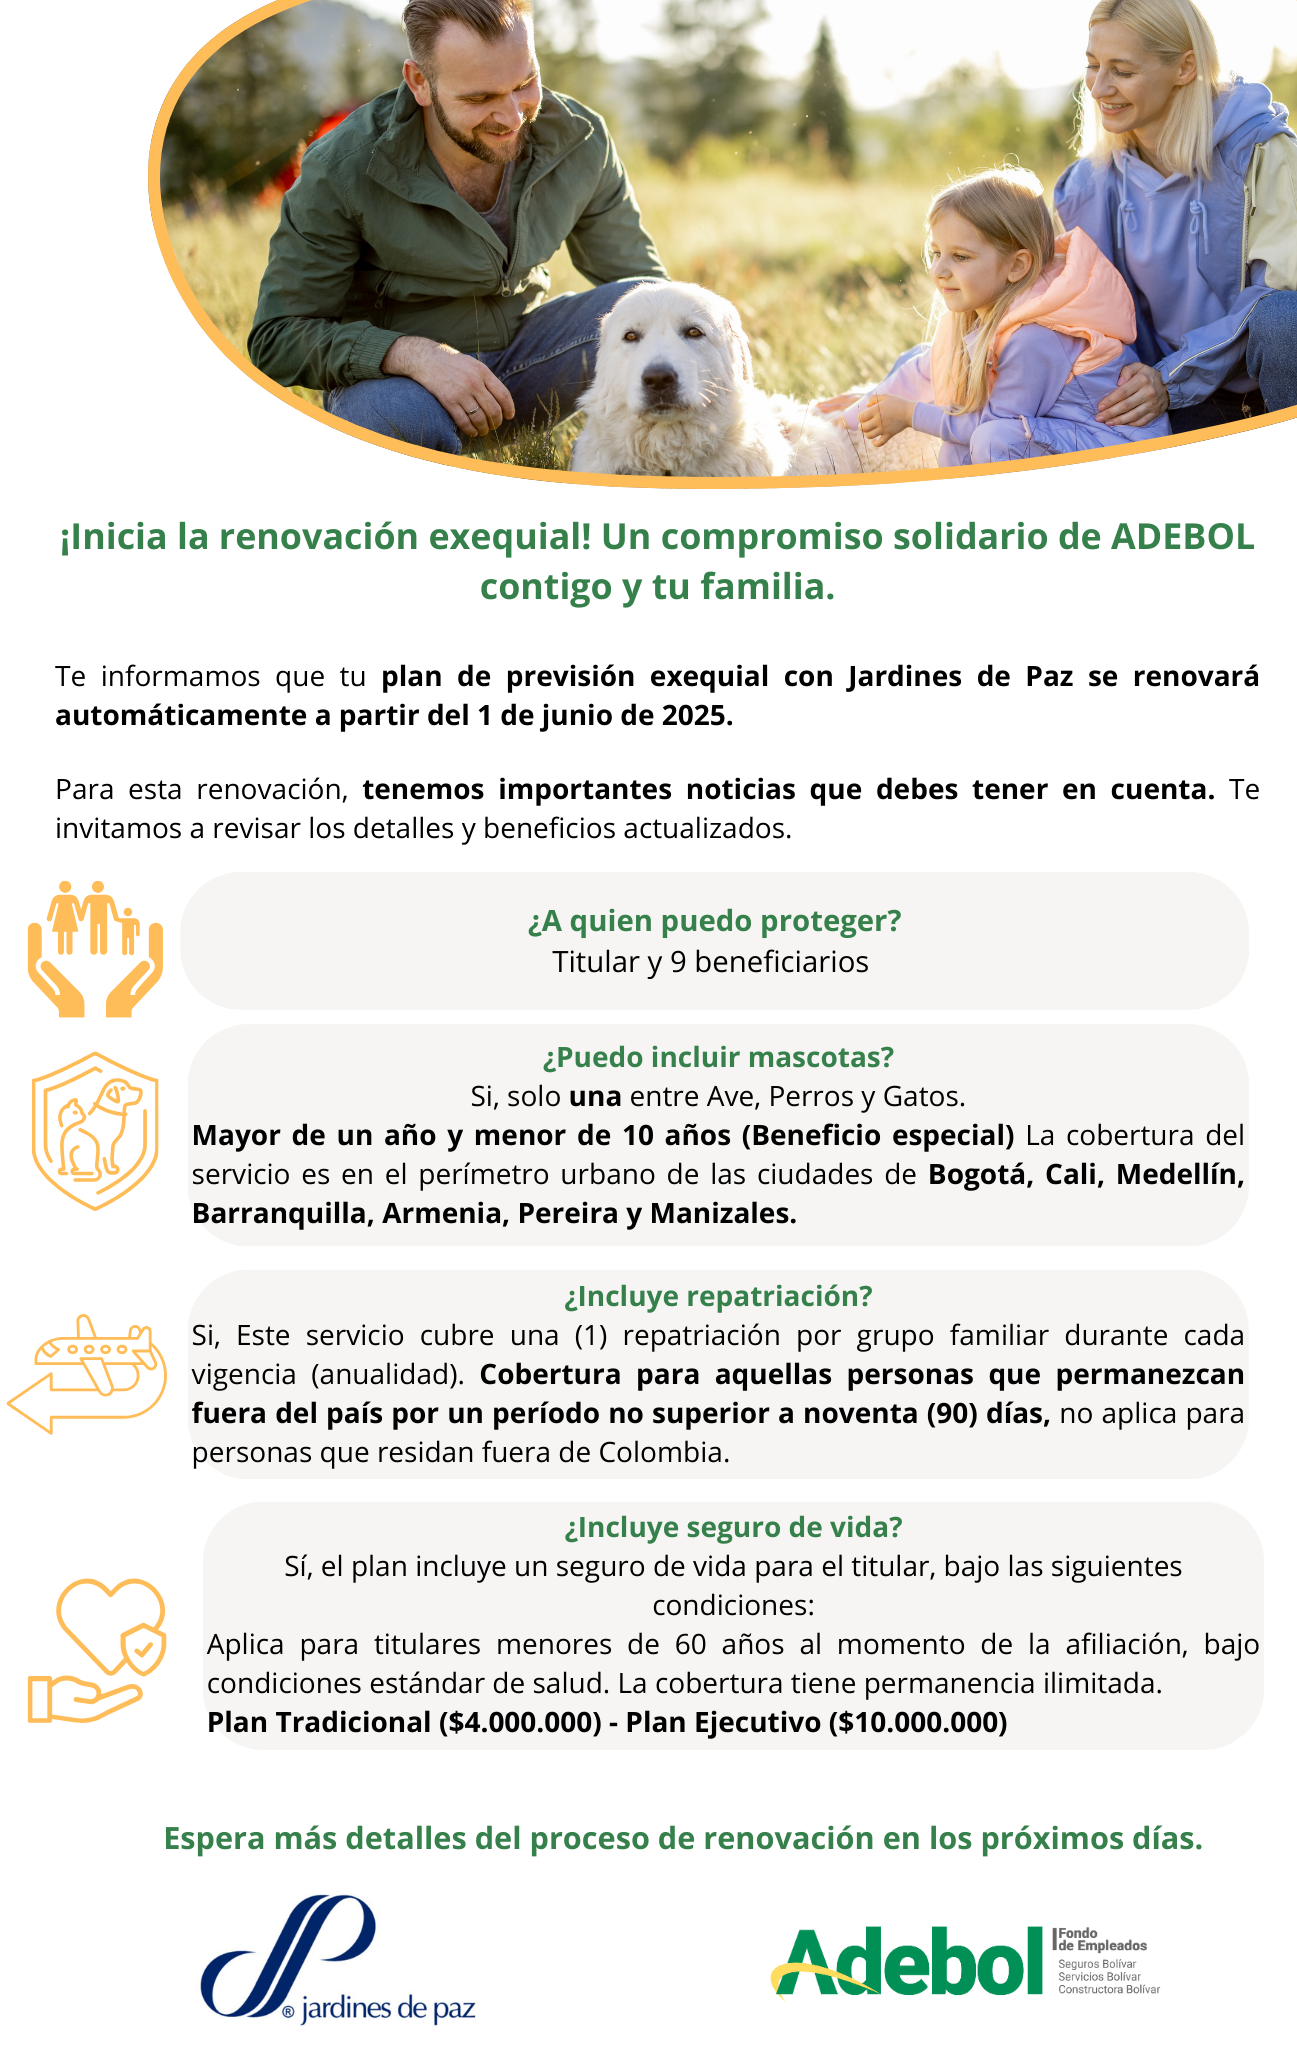 ¡Inicia la renovación exequial! Un compromiso solidario de ADEBOL
contigo y tu familia.
Te informamos que tu plan de previsión exequial con Jardines de Paz se renovará
automáticamente a partir del 1 de junio de 2025.
Para esta renovación, tenemos importantes noticias que debes tener en cuenta. Te
invitamos a revisar los detalles y beneficios actualizados.
¿A quien puedo proteger?
Titular y 9 beneficiarios
¿Puedo incluir mascotas?
Si, solo una entre Ave, Perros y Gatos.
Mayor de un año y menor de 10 años (Beneficio especial) La cobertura del
servicio es en el perímetro urbano de las ciudades de Bogotá, Cali, Medellín,
Barranquilla, Armenia, Pereira y Manizales.
¿Incluye repatriación?
Si, Este servicio cubre una (1) repatriación por grupo familiar durante cada
vigencia (anualidad). Cobertura para aquellas personas que permanezcan
fuera del país por un período no superior a noventa (90) días, no aplica para
personas que residan fuera de Colombia.
¿Incluye seguro de vida?
Sí, el plan incluye un seguro de vida para el titular, bajo las siguientes
condiciones:
Aplica para titulares menores de 60 años al momento de la afiliación, bajo
condiciones estándar de salud. La cobertura tiene permanencia ilimitada.
Plan Tradicional ($4.000.000) - Plan Ejecutivo ($10.000.000)
Espera más detalles del proceso de renovación en los próximos días.
® jardines de paz
Adebol
Fondo
de Empleados
Seguros Bolívar
Servicios Bolívar
Constructora Bolívar